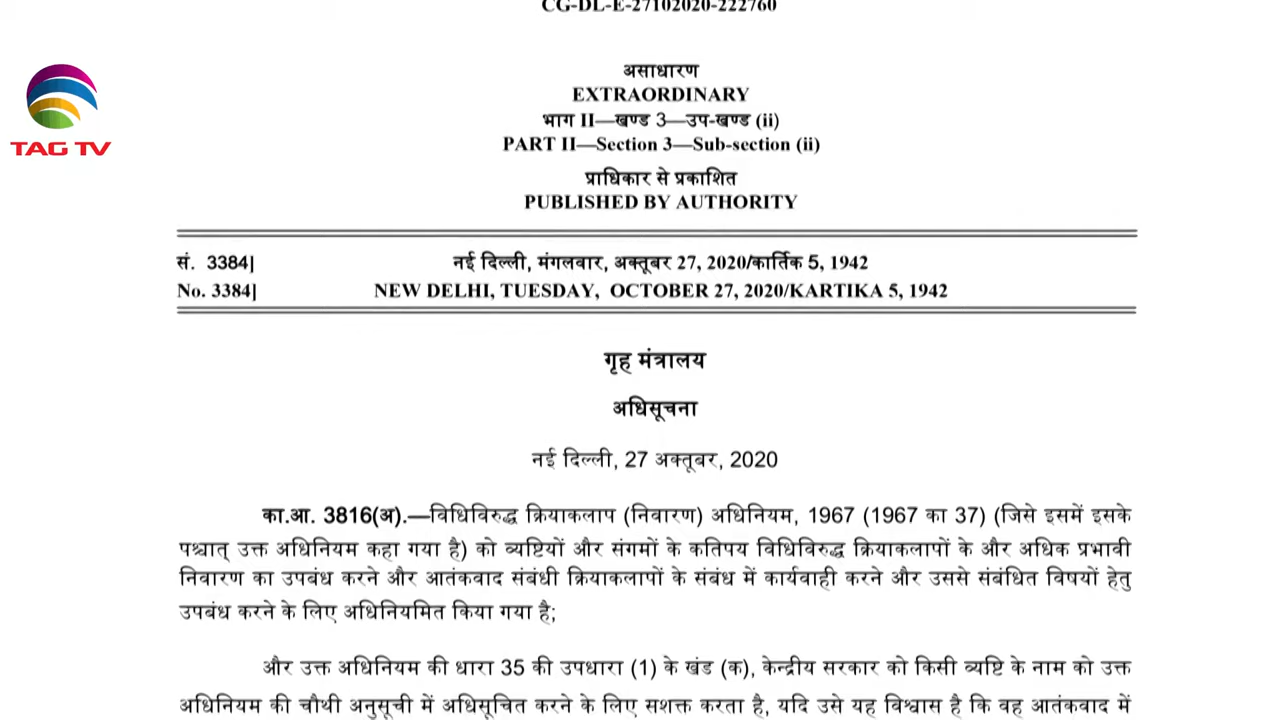 CG-DL-E-27102020-222760
असाधारण
EXTRAORDINARY
भाग II—खण्ड 3—उप-खण्ड (ii)
PART II—Section 3—Sub-section (ii)
प्राधिकार से प्रकाशित
PUBLISHED BY AUTHORITY
TAG TV
सं. 3384] नई दिल्ली, मंगलवार, अक्तूबर 27, 2020/कार्तिक 5, 1942
No. 3384] NEW DELHI, TUESDAY, OCTOBER 27, 2020/KARTIKA 5, 1942
गृह मंत्रालय
अधिसूचना
नई दिल्ली, 27 अक्तूबर, 2020
का.आ. 3816(अ).—विधिविरुद्ध क्रियाकलाप (निवारण) अधिनियम, 1967 (1967 का 37) (जिसे इसमें इसके
पश्चात् उक्त अधिनियम कहा गया है) को व्यष्टियों और संगमों के कतिपय विधिविरुद्ध क्रियाकलापों के और अधिक प्रभावी
निवारण का उपबंध करने और आतंकवाद संबंधी क्रियाकलापों के संबंध में कार्यवाही करने और उससे संबंधित विषयों हेतु
उपबंध करने के लिए अधिनियमित किया गया है;
और उक्त अधिनियम की धारा 35 की उपधारा (1) के खंड (क), केन्द्रीय सरकार को किसी व्यष्टि के नाम को उक्त
अधिनियम की चौथी अनुसूची में अधिसूचित करने के लिए सशक्त करता है, यदि उसे यह विश्वास है कि वह आतंकवाद में